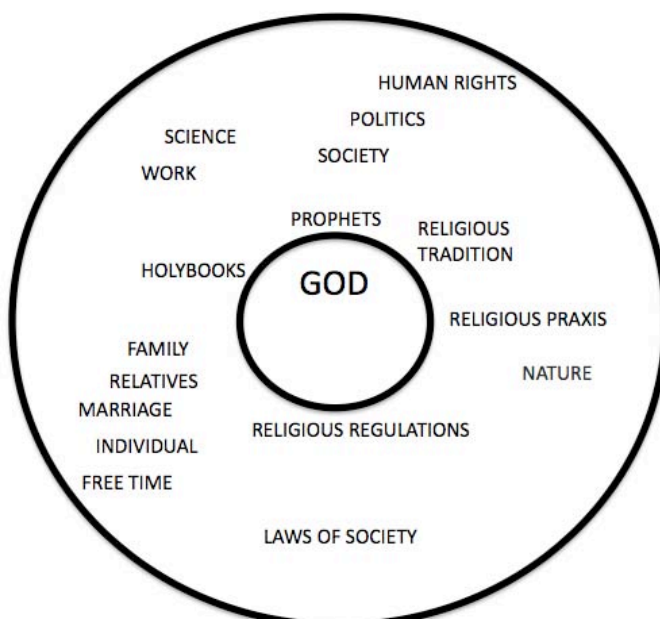 HUMAN RIGHTS
POLITICS
SCIENCE
SOCIETY
WORK
PROPHETS
RELIGIOUS
TRADITION
HOLYBOOKS
GOD
RELIGIOUS PRAXIS
FAMILY
NATURE
RELATIVES
MARRIAGE
RELIGIOUS REGULATIONS
INDIVIDUAL
FREE TIME
LAWS OF SOCIETY